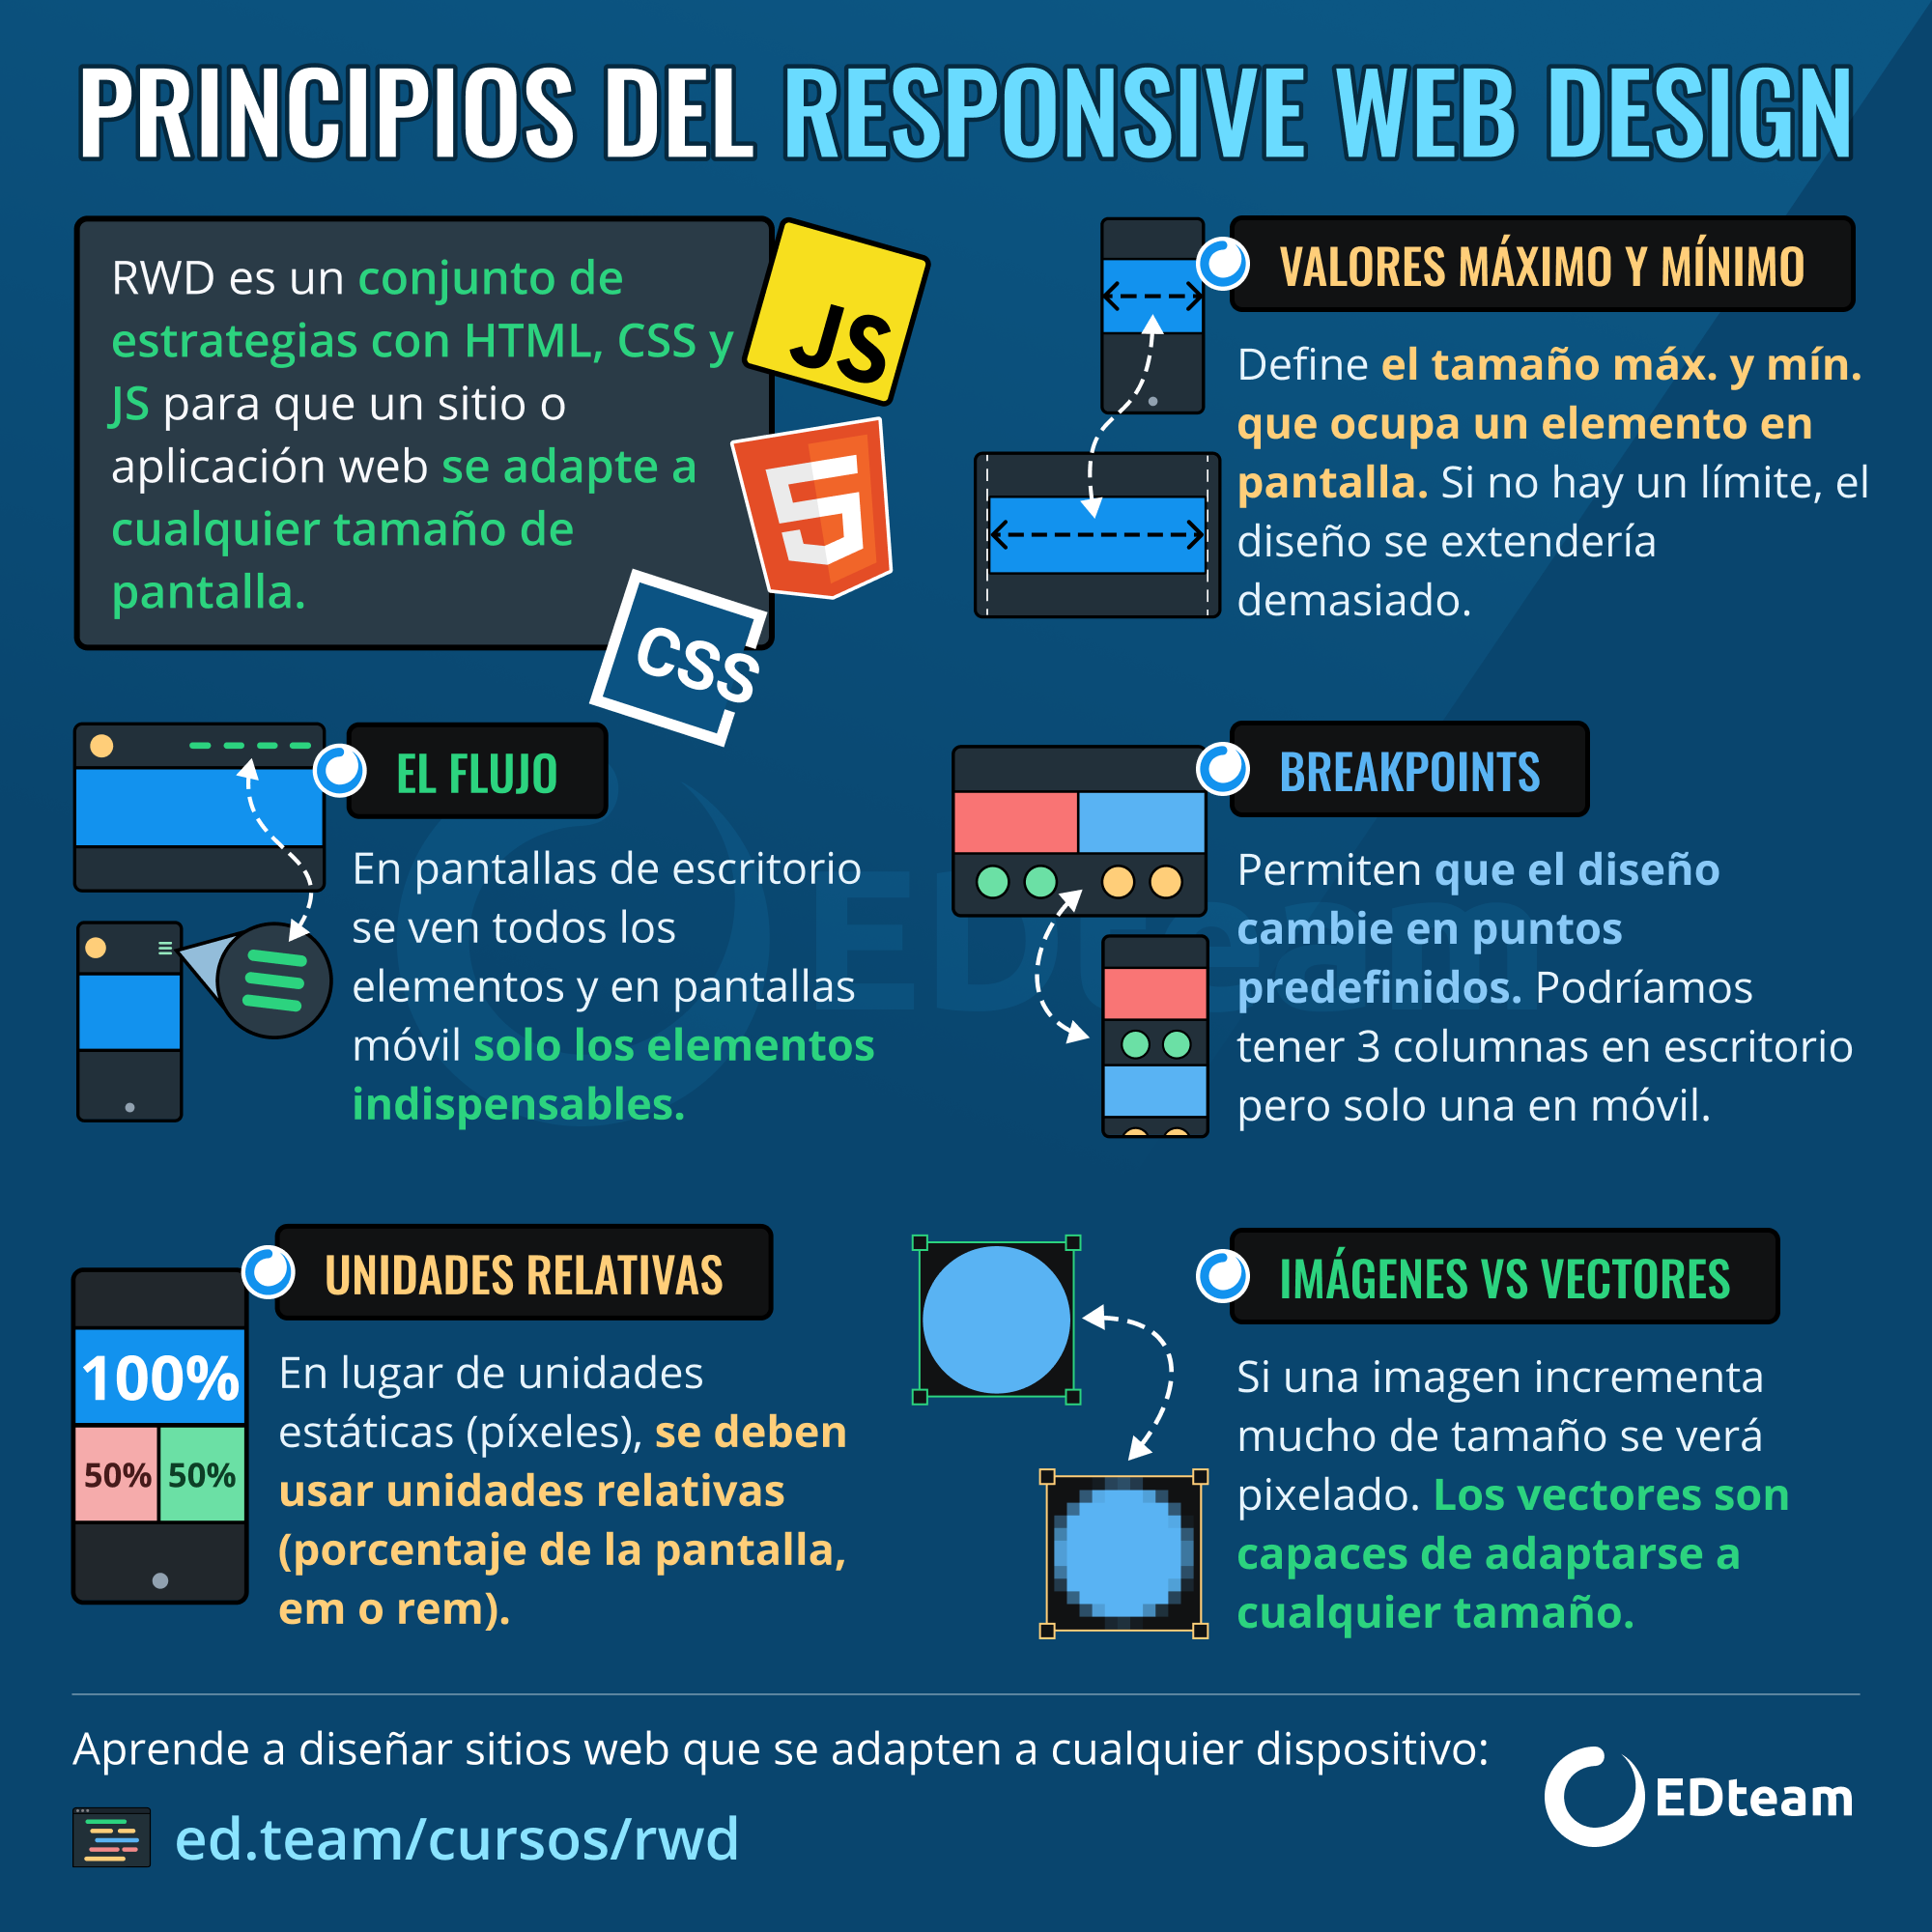 PRINCIPIOS DEL RESPONSIVE WEB DESIGN
RWD es un conjunto de
estrategias con HTML, CSS y
JS para que un sitio o
aplicación web se adapte a
cualquier tamaño de
pantalla.
JS
5
CSS
VALORES MÁXIMO Y MÍNIMO
Define el tamaño máx. y mín.
que ocupa un elemento en
pantalla. Si no hay un límite, el
diseño se extendería
demasiado.
EL FLUJO
En pantallas de escritorio
se ven todos los
elementos y en pantallas
móvil solo los elementos
indispensables.
BREAKPOINTS
Permiten que el diseño
cambie en puntos
predefinidos. Podríamos
tener 3 columnas en escritorio
pero solo una en móvil.
EDteam
UNIDADES RELATIVAS
100%
50% 50%
En lugar de unidades
estáticas (píxeles), se deben
usar unidades relativas
(porcentaje de la pantalla,
em o rem).
IMÁGENES VS VECTORES
Si una imagen incrementa
mucho de tamaño se verá
pixelado. Los vectores son
capaces de adaptarse a
cualquier tamaño.
Aprende a diseñar sitios web que se adapten a cualquier dispositivo:
ed.team/cursos/rwd
EDteam